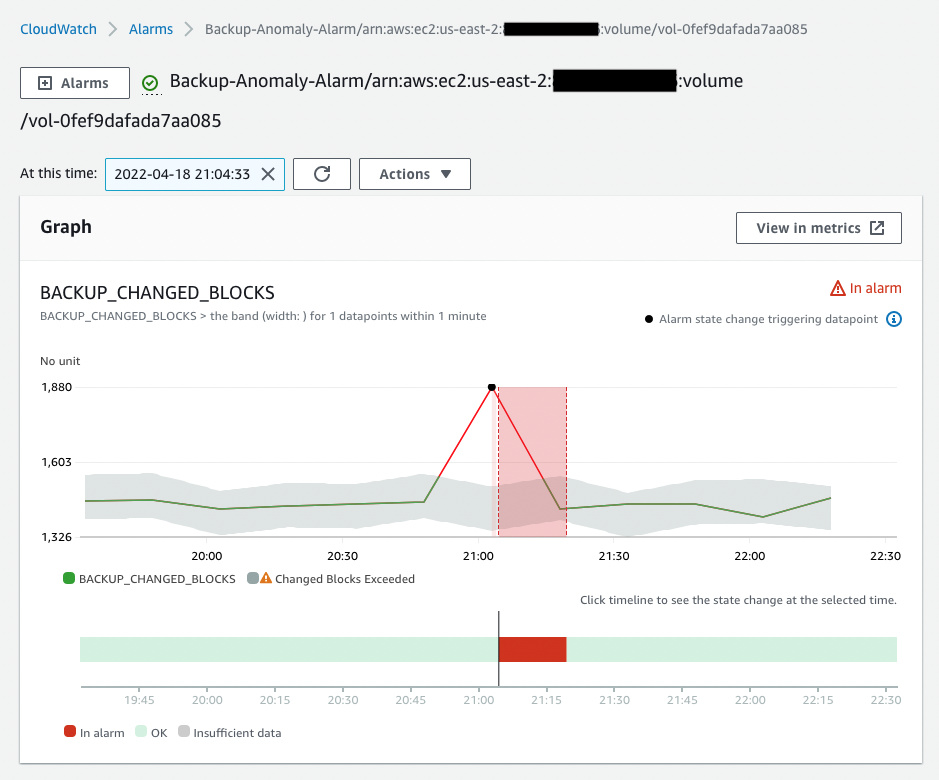 CloudWatch > Alarms > Backup-Anomaly-Alarm/arn:aws:ec2:us-east-2: :volume/vol-0fef9dafada7aa085
Alarms Backup-Anomaly-Alarm/arn:aws:ec2:us-east-2: :volume
/vol-0fef9dafada7aa085
At this time: 2022-04-18 21:04:33 Actions
Graph View in metrics
BACKUP_CHANGED_BLOCKS In alarm
BACKUP_CHANGED_BLOCKS > the band (width: ) for 1 datapoints within 1 minute
Alarm state change triggering datapoint
No unit
1,880
1,603
1,326
20:00 20:30 21:00 21:30 22:00 22:30
BACKUP_CHANGED_BLOCKS Changed Blocks Exceeded
Click timeline to see the state change at the selected time.
19:45 20:00 20:15 20:30 20:45 21:00 21:15 21:30 21:45 22:00 22:15 22:30
In alarm OK Insufficient data